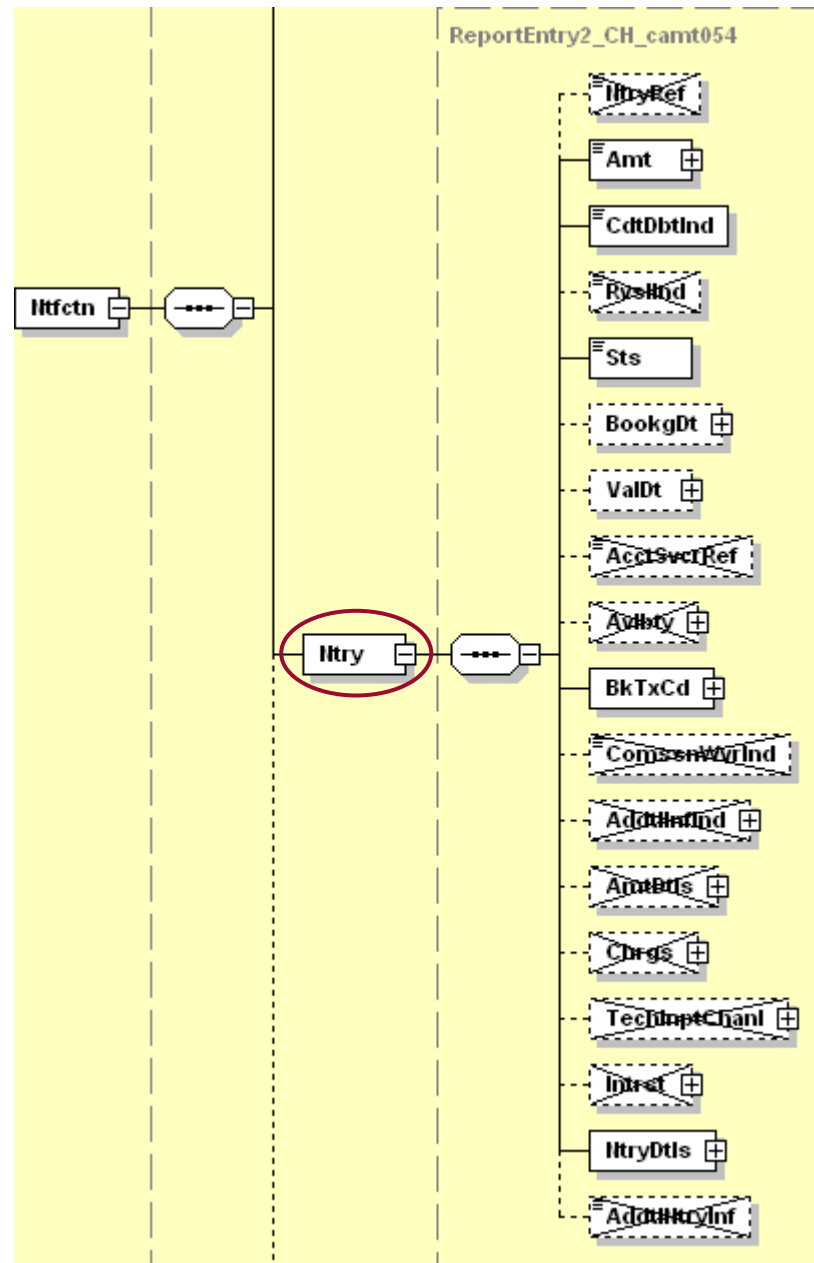 ReportEntry2_CH_camt054
NtryRef
Amt
CdtDbtInd
RvslInd
Ntfctn
Sts
BookgDt
ValDt
AcctSvcrRef
Avlbty
Ntry
BkTxCd
ComssnWvrInd
AddtlInfInd
AmtDtls
Chrgs
TechInptChanl
Intrst
NtryDtls
AddtlNtryInf